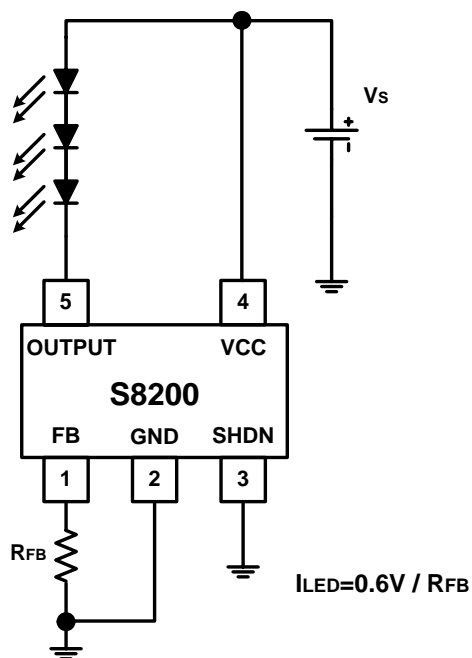 VS
+
5
4
OUTPUT VCC
S8200
FB GND SHDN
1
2
3
RFB
ILED=0.6V / RFB